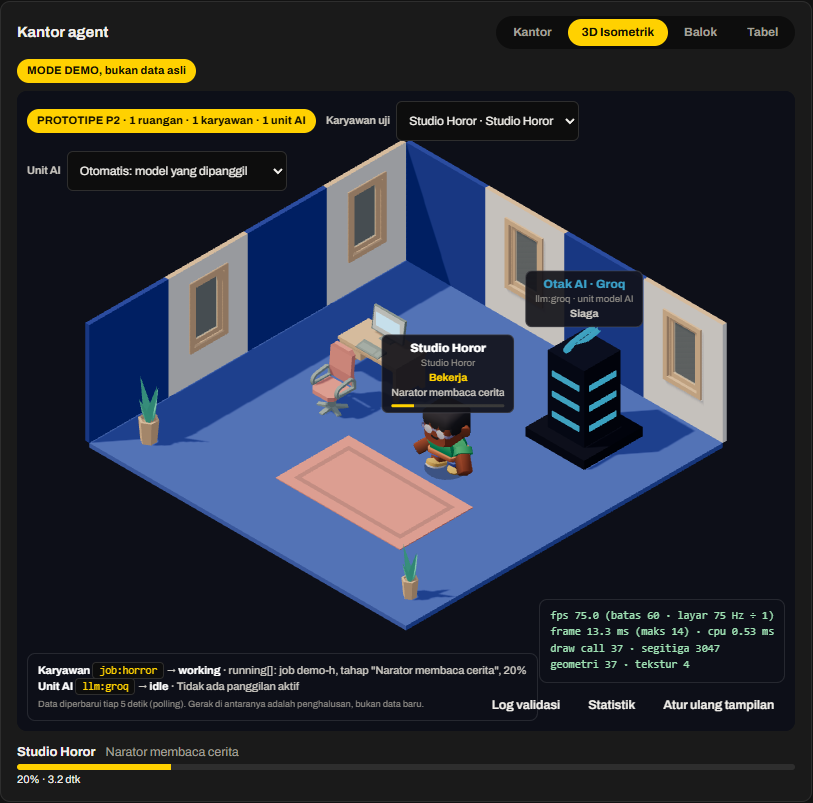 Kantor agent
Kantor
3D Isometrik
Balok
Tabel
MODE DEMO, bukan data asli
PROTOTIPE P2 · 1 ruangan · 1 karyawan · 1 unit AI
Karyawan uji
Studio Horor · Studio Horor
Unit AI
Otomatis: model yang dipanggil
Otak AI · Groq
llm:groq · unit model AI
Siaga
Studio Horor
Studio Horor
Bekerja
Narator membaca cerita
fps 75.0 (batas 60 · layar 75 Hz ÷ 1)
frame 13.3 ms (maks 14) · cpu 0.53 ms
draw call 37 · segitiga 3047
geometri 37 · tekstur 4
Karyawan job:horror → working · running[]: job demo-h, tahap "Narator membaca cerita", 20%
Unit AI llm:groq → idle · Tidak ada panggilan aktif
Data diperbarui tiap 5 detik (polling). Gerak di antaranya adalah penghalusan, bukan data baru.
Log validasi
Statistik
Atur ulang tampilan
Studio Horor Narator membaca cerita
20% · 3.2 dtk